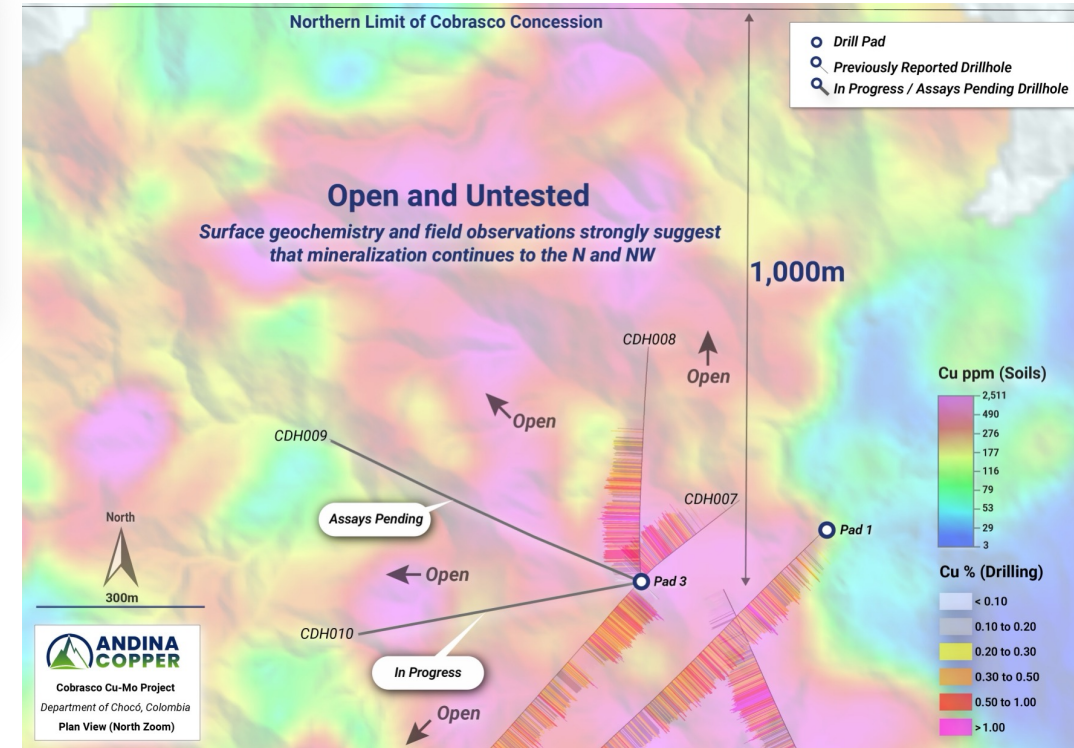 Northern Limit of Cobrasco Concession
Drill Pad
Previously Reported Drillhole
In Progress / Assays Pending Drillhole
Open and Untested
Surface geochemistry and field observations strongly suggest
that mineralization continues to the N and NW
1,000m
CDH008
Open
Open
CDH009
CDH007
Assays Pending
Pad 1
Pad 3
Open
CDH010
In Progress
Open
North
300m
ANDINA
COPPER
Cobrasco Cu-Mo Project
Department of Chocó, Colombia
Plan View (North Zoom)
Cu ppm (Soils)
2,511
490
276
177
116
79
53
29
3
Cu % (Drilling)
< 0.10
0.10 to 0.20
0.20 to 0.30
0.30 to 0.50
0.50 to 1.00
>1.00